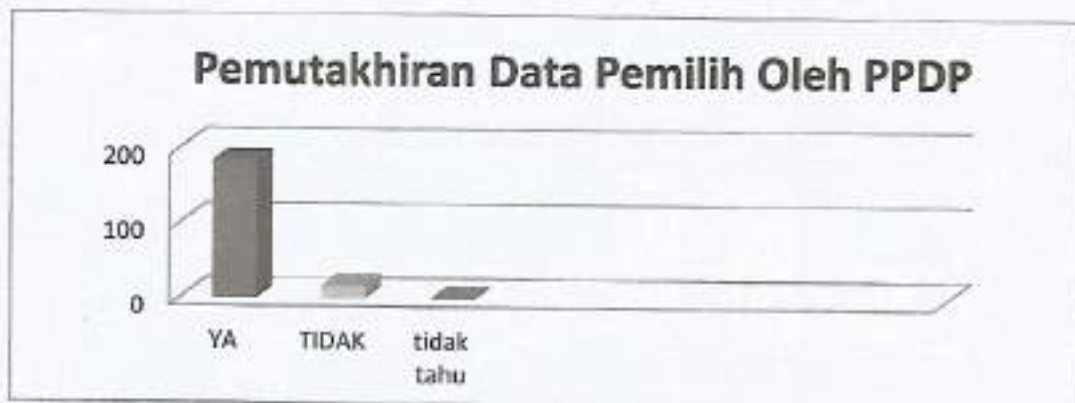 Pemutakhiran Data Pemilih Oleh PPDP
200
100
0
YA
TIDAK
tidak
tahu